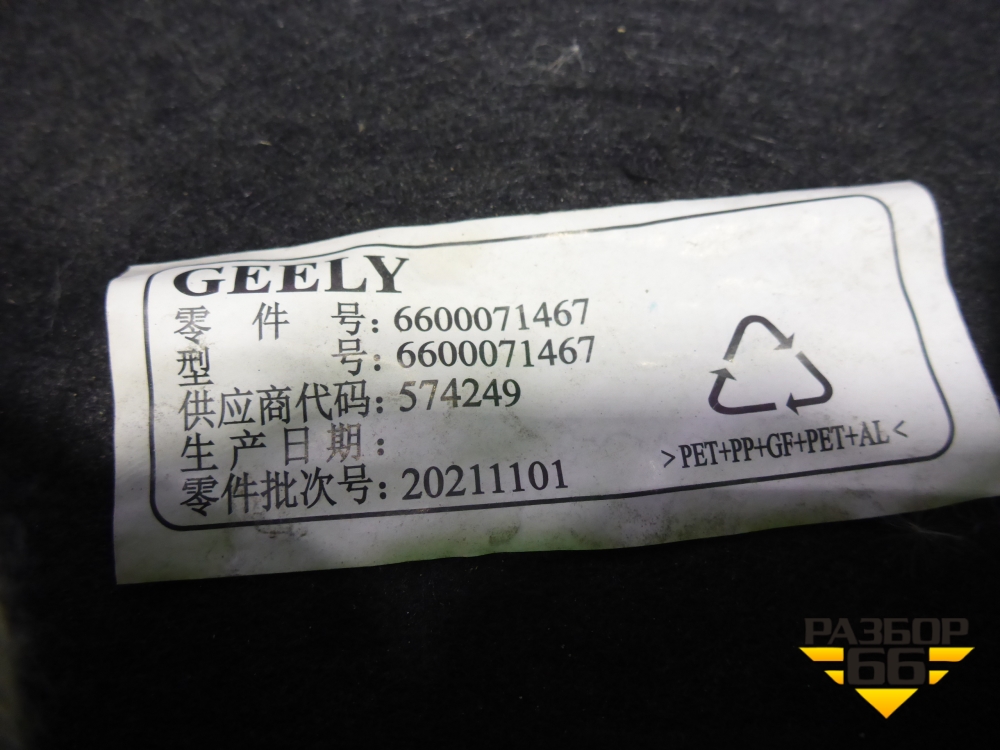 GEELY
零件号：6600071467
型号：6600071467
供应商代码：574249
生产日期：
零件批次号：20211101
>PET+PP+GF+PET+AL<
РАЗБОР
66